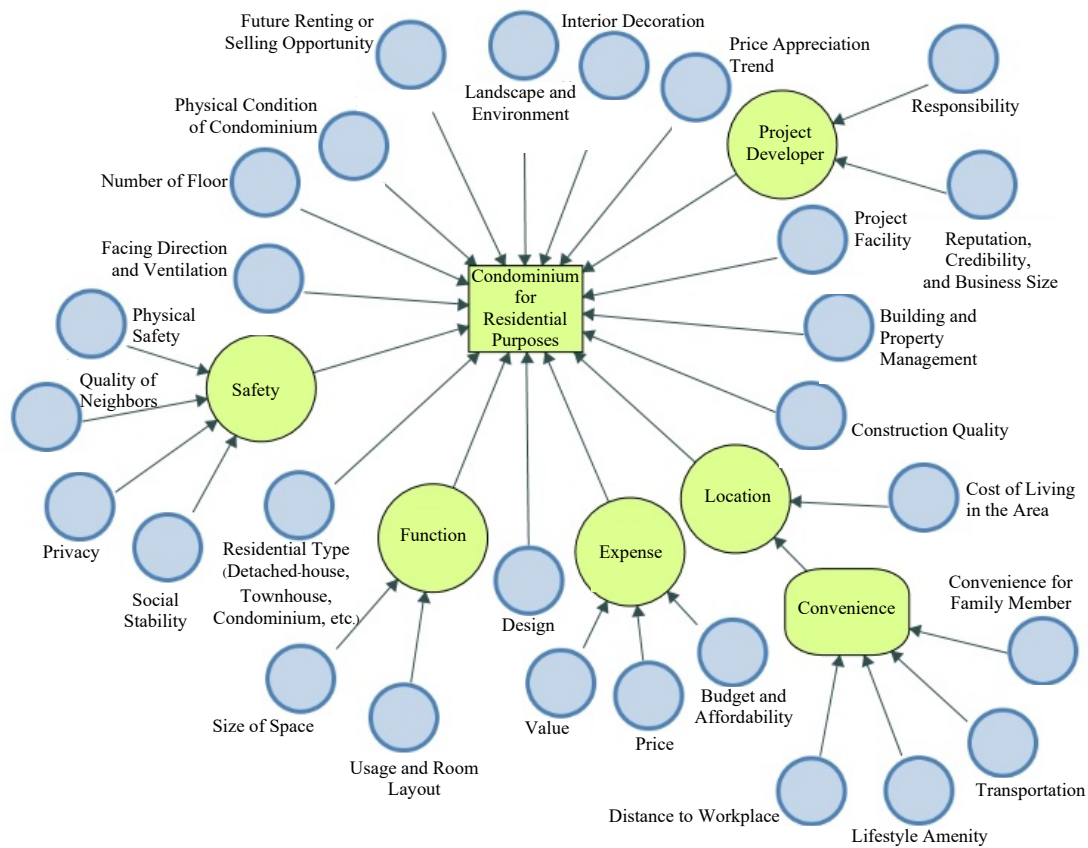 Future Renting or
Selling Opportunity
Interior Decoration
Price Appreciation
Trend
Landscape and
Environment
Physical Condition
of Condominium
Responsibility
Project
Developer
Number of Floor
Project
Facility
Reputation,
Credibility,
and Business Size
Facing Direction
and Ventilation
Condominium
for
Residential
Purposes
Physical
Safety
Building and
Property
Management
Quality of
Neighbors
Safety
Construction Quality
Location
Cost of Living
in the Area
Function
Expense
Privacy
Residential Type
(Detached-house,
Townhouse,
Condominium, etc.)
Social
Stability
Design
Convenience
Convenience for
Family Member
Size of Space
Value
Price
Budget and
Affordability
Usage and Room
Layout
Transportation
Distance to Workplace
Lifestyle Amenity